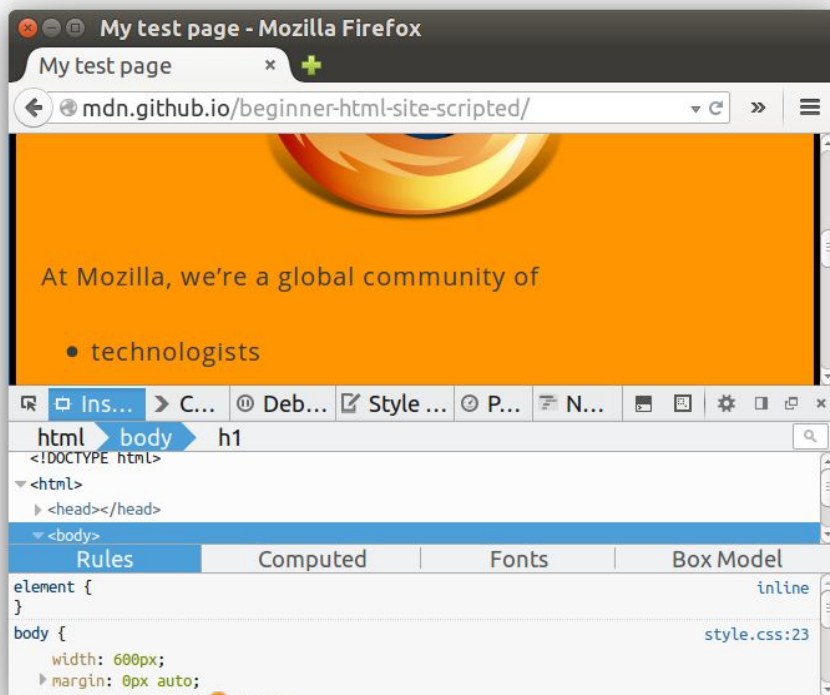 My test page - Mozilla Firefox
My test page
mdn.github.io/beginner-html-site-scripted/
At Mozilla, we’re a global community of
technologists
Ins... C... Deb... Style ... P... N...
html body h1
<!DOCTYPE html>
<html>
<head></head>
<body>
Rules Computed Fonts Box Model
element { inline
}
body { style.css:23
width: 600px;
margin: 0px auto;